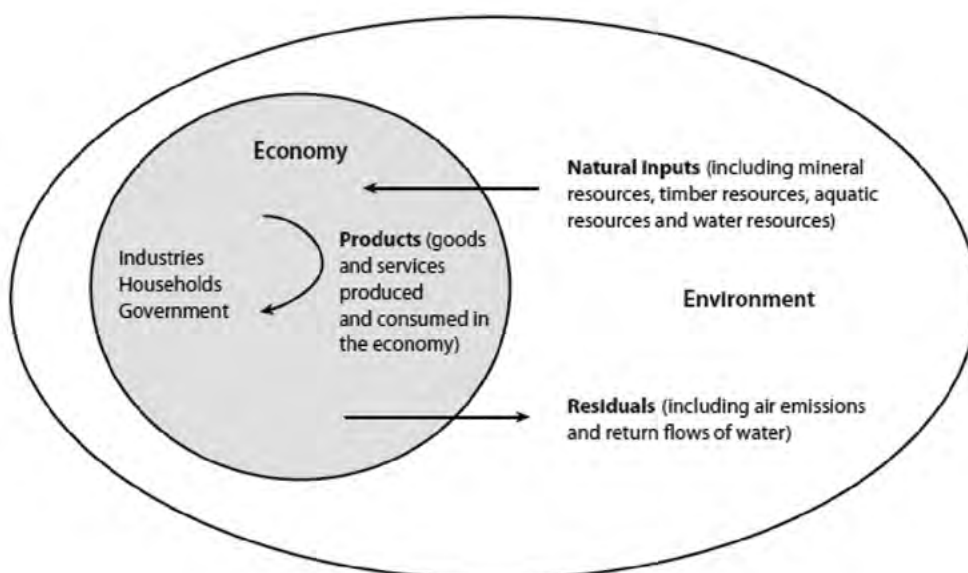 Economy
Natural Inputs (including mineral
resources, timber resources, aquatic
resources and water resources)
Industries
Households
Government
Products (goods
and services
produced
and consumed in
the economy)
Environment
Residuals (including air emissions
and return flows of water)